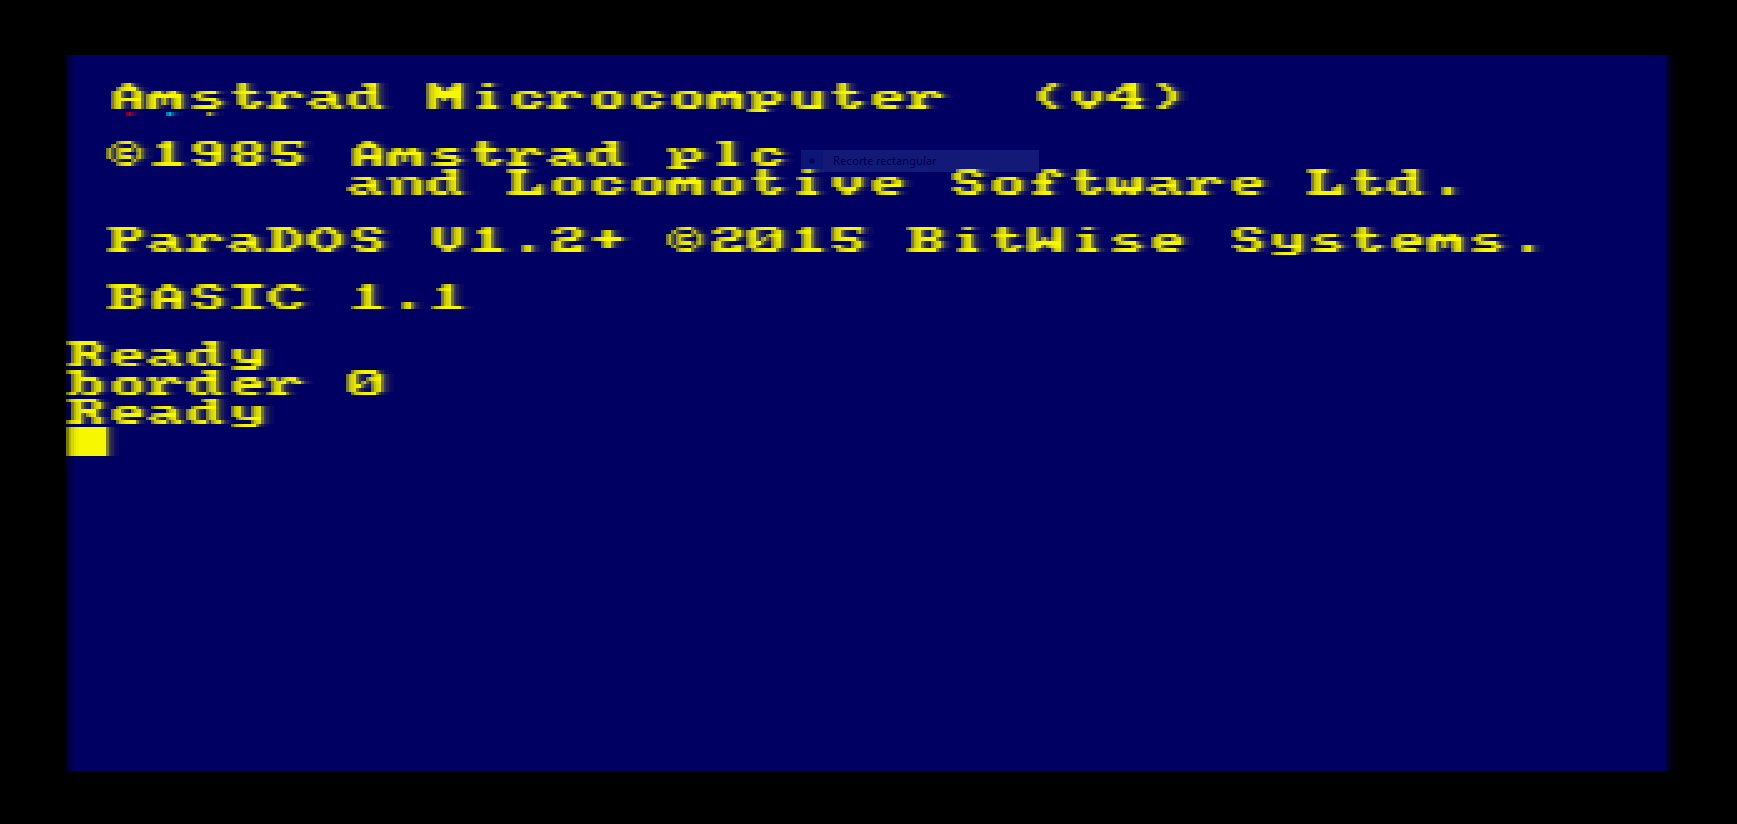 Amstrad Microcomputer (v4)
©1985 Amstrad plc
Recorte rectangular
and Locomotive Software Ltd.
ParaDOS V1.2+ ©2015 BitWise Systems.
BASIC 1.1
Ready
border 0
Ready